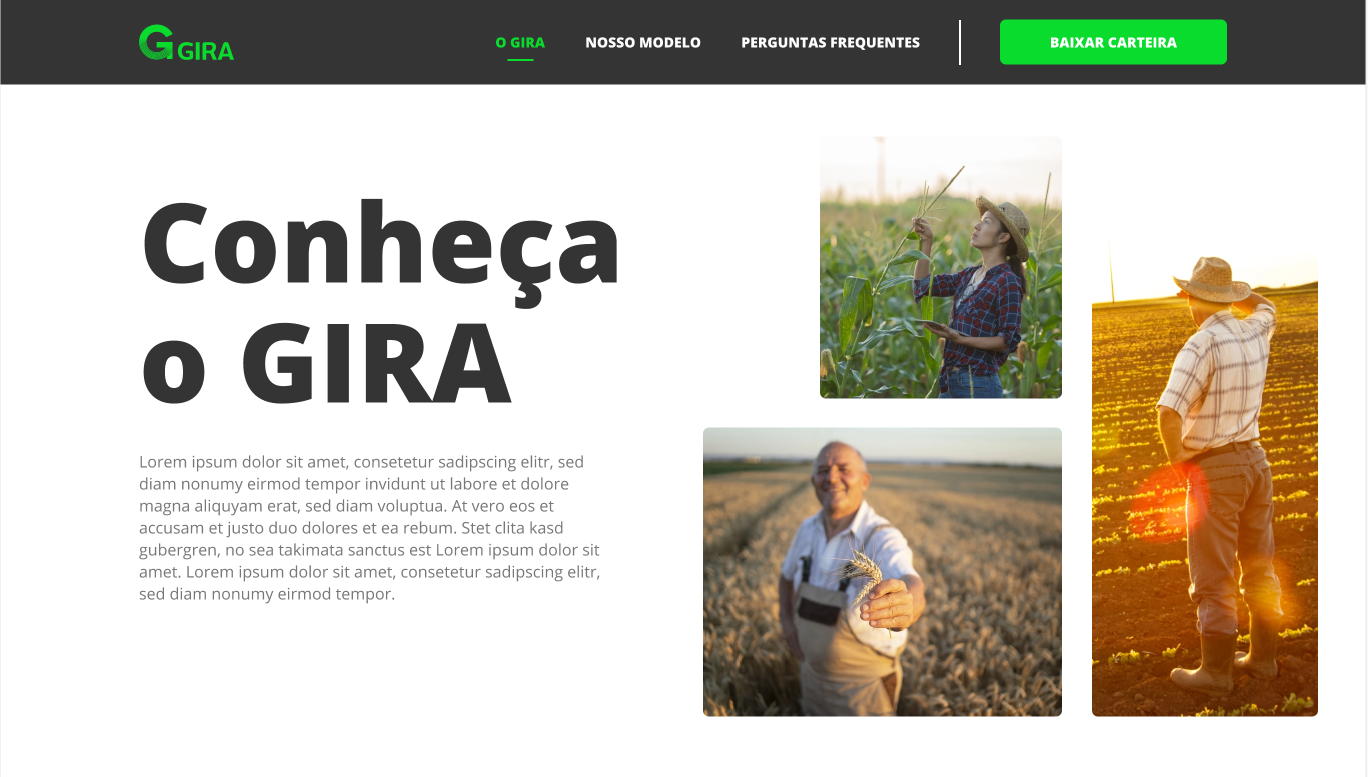 GIRA
O GIRA
NOSSO MODELO
PERGUNTAS FREQUENTES
BAIXAR CARTEIRA
Conheça
o GIRA
Lorem ipsum dolor sit amet, consetetur sadipscing elitr, sed
diam nonumy eirmod tempor invidunt ut labore et dolore
magna aliquyam erat, sed diam voluptua. At vero eos et
accusam et justo duo dolores et ea rebum. Stet clita kasd
gubergren, no sea takimata sanctus est Lorem ipsum dolor sit
amet. Lorem ipsum dolor sit amet, consetetur sadipscing elitr,
sed diam nonumy eirmod tempor.